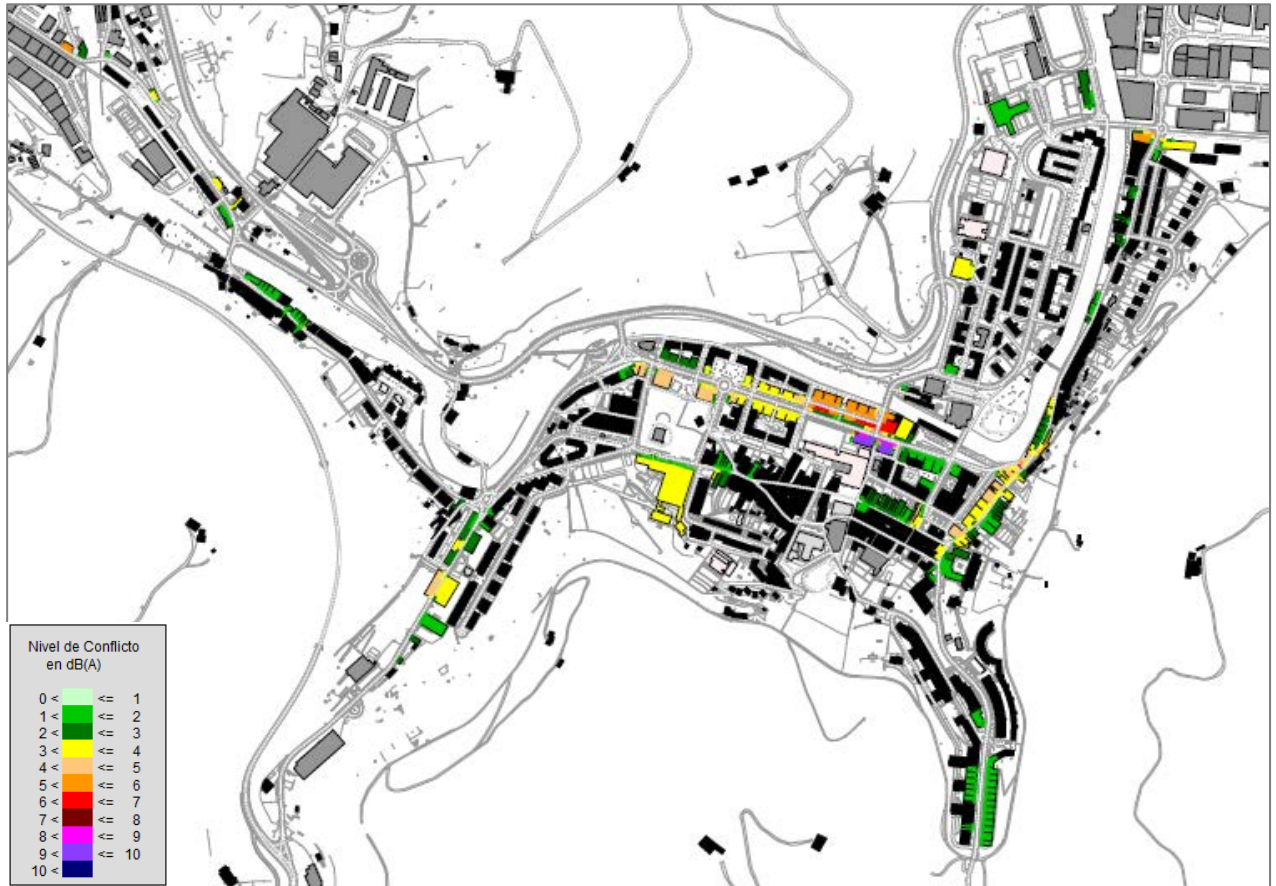 Nivel de Conflicto
en dB(A)
0 < <= 1
1 < <= 2
2 < <= 3
3 < <= 4
4 < <= 5
5 < <= 6
6 < <= 7
7 < <= 8
8 < <= 9
9 < <= 10
10 <